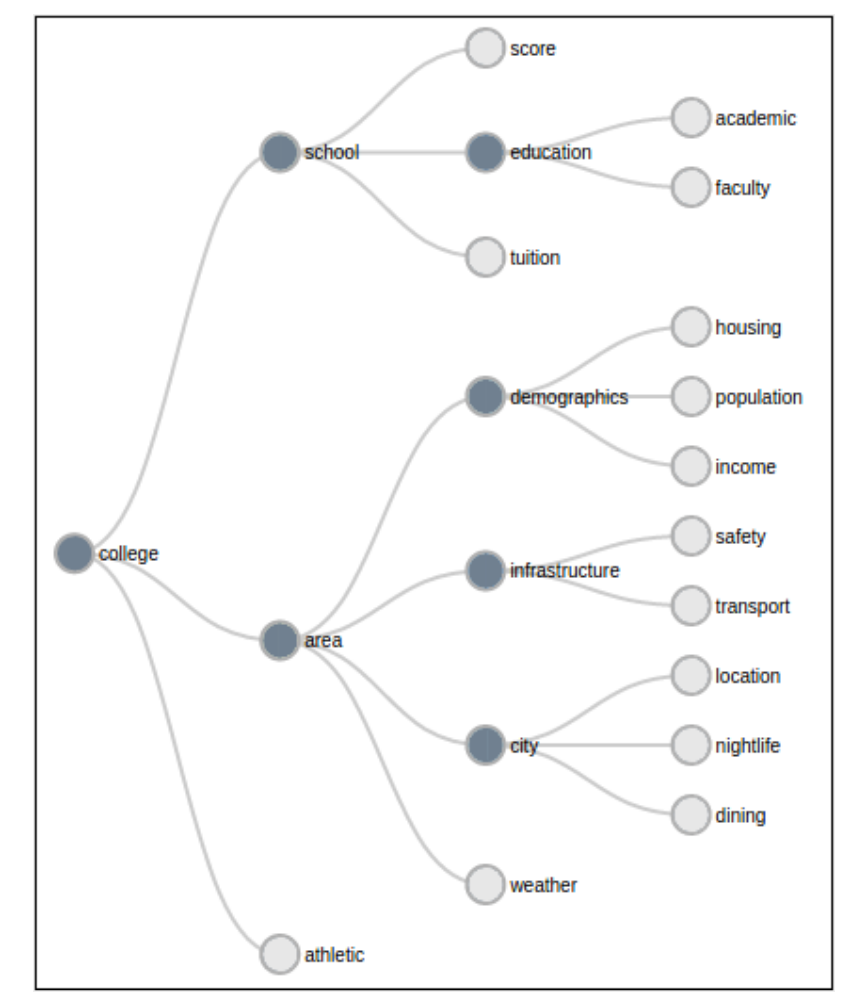 score
academic
school
education
faculty
tuition
housing
demographics
population
income
safety
college
infrastructure
transport
area
location
city
nightlife
dining
weather
athletic